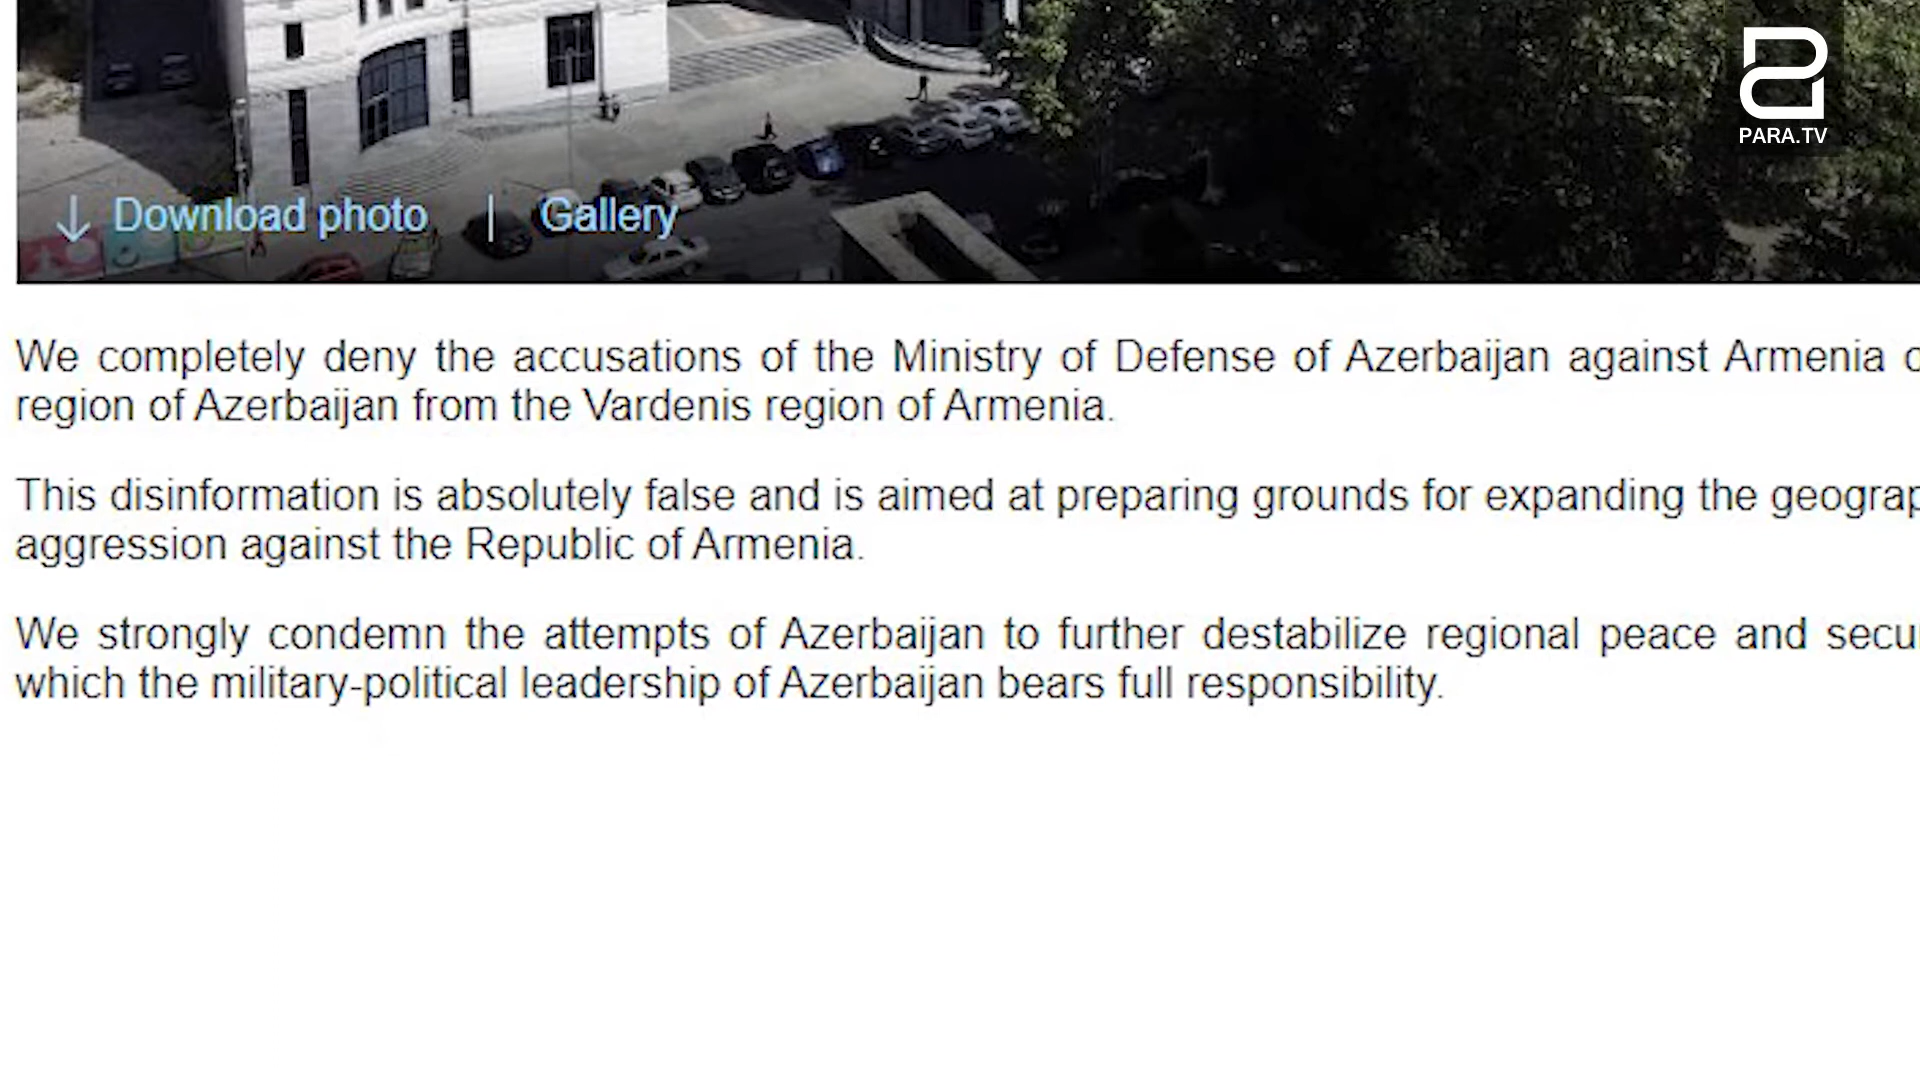 PARA.TV
Download photo | Gallery
We completely deny the accusations of the Ministry of Defense of Azerbaijan against Armenia
region of Azerbaijan from the Vardenis region of Armenia.
This disinformation is absolutely false and is aimed at preparing grounds for expanding the
aggression against the Republic of Armenia.
We strongly condemn the attempts of Azerbaijan to further destabilize regional peace and
which the military-political leadership of Azerbaijan bears full responsibility.